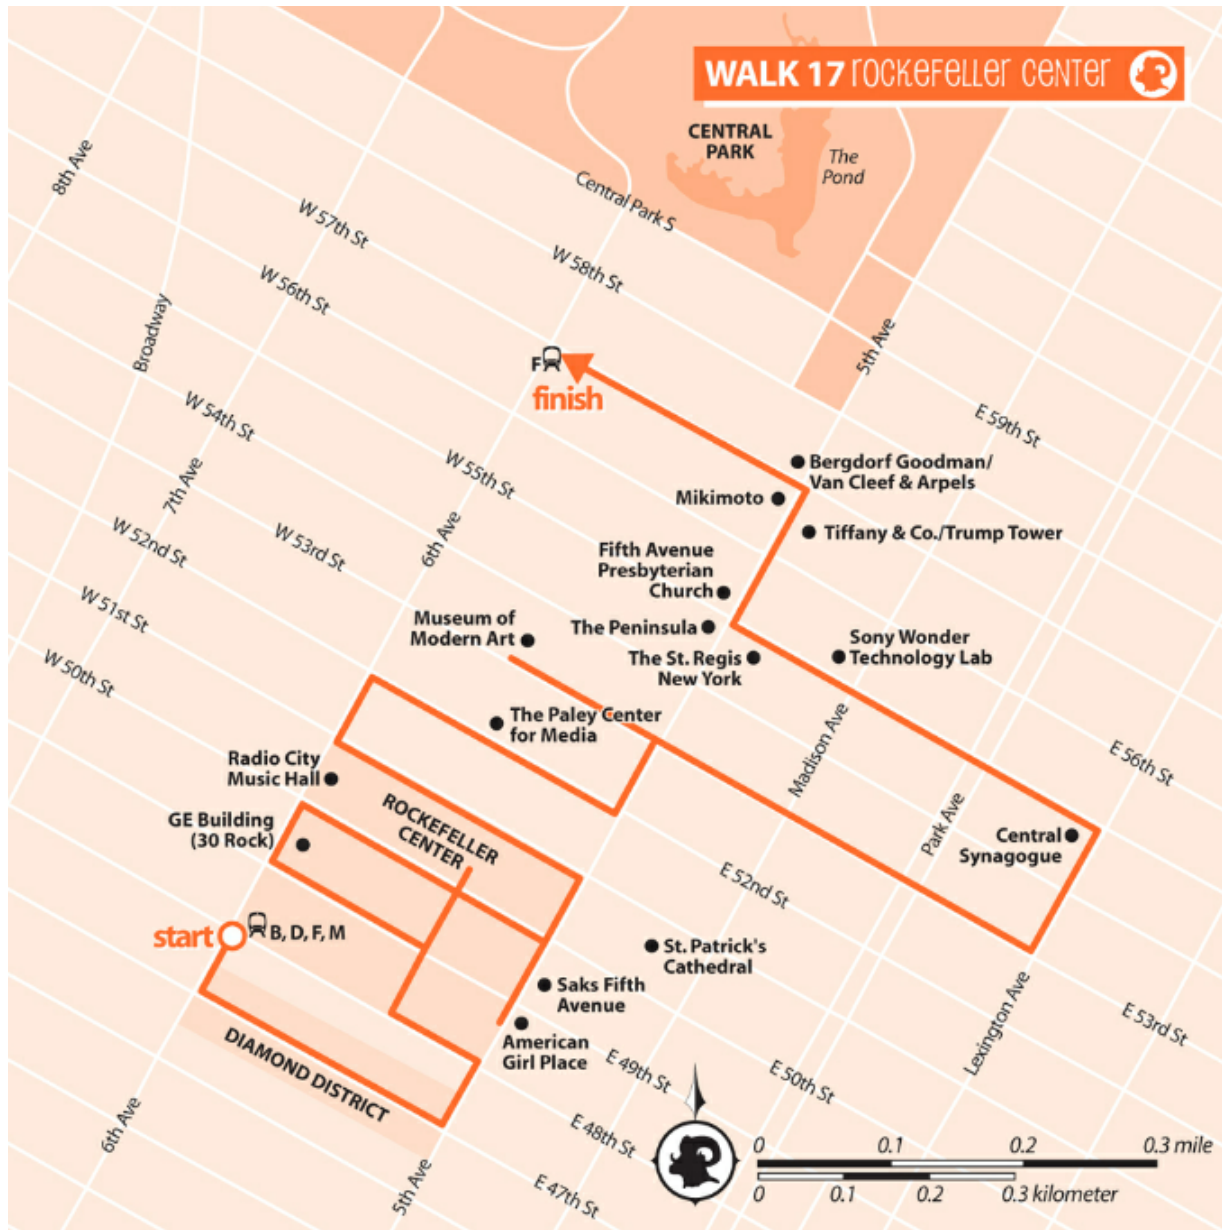 WALK 17 ROCKEFELLER CENTER
CENTRAL
PARK
The
Pond
8th Ave
Central Park S
W 57th St
W 58th St
W 56th St
Broadway
5th Ave
F
finish
W 54th St
E 59th St
W 55th St
7th Ave
Bergdorf Goodman/
Van Cleef & Arpels
Mikimoto
W 52nd St
W 53rd St
6th Ave
Tiffany & Co./Trump Tower
Fifth Avenue
Presbyterian
Church
W 51st St
Museum of
Modern Art
The Peninsula
Sony Wonder
Technology Lab
The St. Regis
New York
W 50th St
The Paley Center
for Media
Madison Ave
E 56th St
Radio City
Music Hall
GE Building
(30 Rock)
ROCKEFELLER
CENTER
Park Ave
Central
Synagogue
E 52nd St
start
B, D, F, M
St. Patrick's
Cathedral
Saks Fifth
Avenue
Lexington Ave
E 53rd St
American
Girl Place
DIAMOND DISTRICT
E 49th St
E 50th St
6th Ave
E 48th St
5th Ave
E 47th St
0 0.1 0.2 0.3 mile
0 0.1 0.2 0.3 kilometer